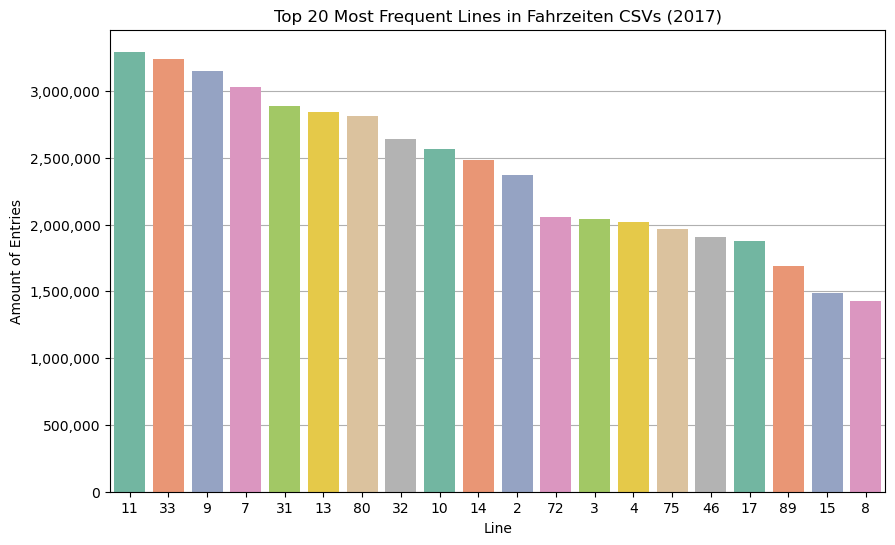 Top 20 Most Frequent Lines in Fahrzeiten CSVs (2017)
Amount of Entries
3,000,000
2,500,000
2,000,000
1,500,000
1,000,000
500,000
0
11 33 9 7 31 13 80 32 10 14 2 72 3 4 75 46 17 89 15 8
Line